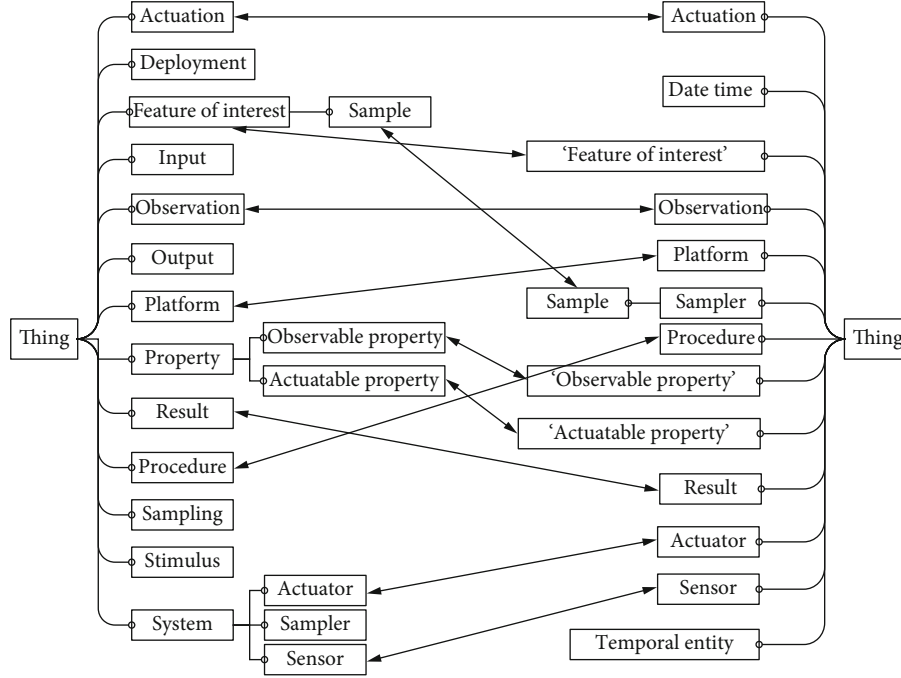 Thing
Actuation
Deployment
Feature of interest
Sample
Input
Observation
Output
Platform
Property
Observable property
Actuatable property
Result
Procedure
Sampling
Stimulus
System
Actuator
Sampler
Sensor
Actuation
Date time
‘Feature of interest’
Observation
Platform
Sample
Sampler
Procedure
‘Observable property’
‘Actuatable property’
Result
Actuator
Sensor
Temporal entity
Thing